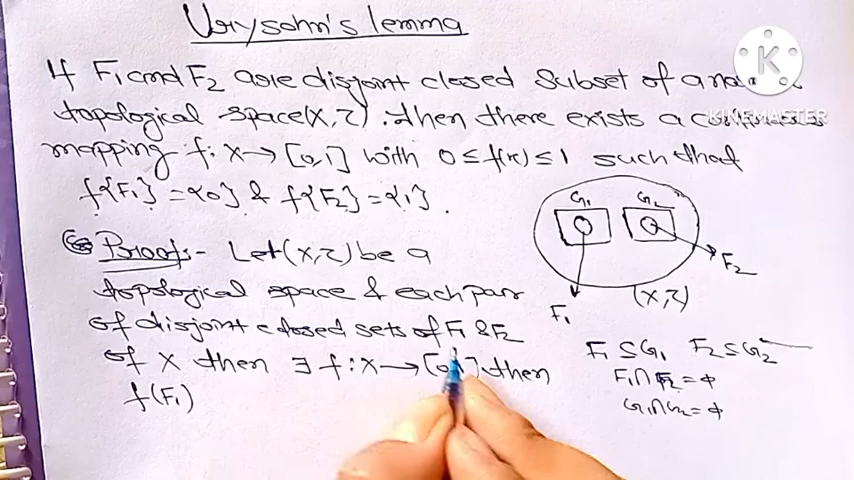 Urysohn's lemma
If F₁ and F₂ are disjoint closed subset of a
topological space (X,τ). then there exists a
mapping f: X→[0,1] with 0≤f(x)≤1 such that
f{F₁} = {0} & f{F₂} = {1}.
Proof:- Let (X,τ) be a
topological space & each pair
of disjoint closed sets of F₁ & F₂
of X then ∃ f: X→[0,1] then
f(F₁)
G₁ G₂
F₂
F₁
(X,τ)
F₁⊆G₁ F₂⊆G₂
F₁∩F₂=φ
G₁∩G₂=φ
K
KINEMASTER